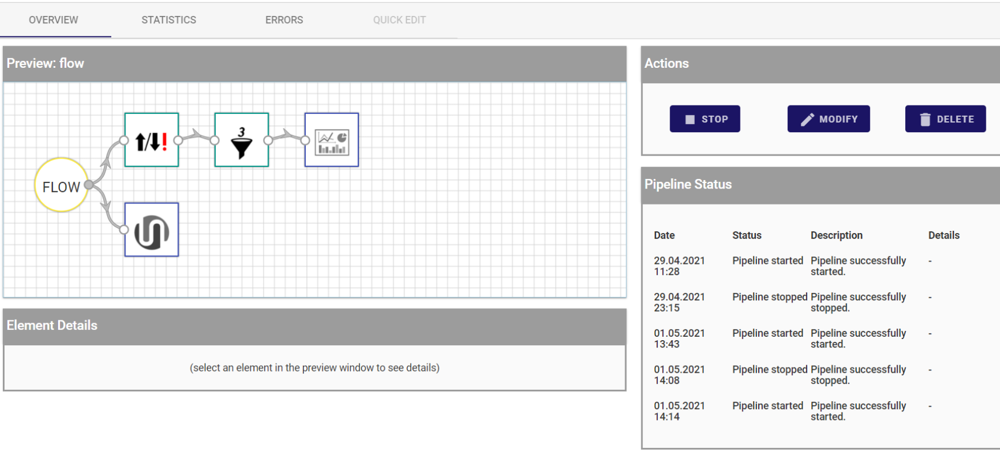 OVERVIEW STATISTICS ERRORS QUICK EDIT
Preview: flow
FLOW
3
Element Details
(select an element in the preview window to see details)
Actions
STOP MODIFY DELETE
Pipeline Status
Date Status Description Details
29.04.2021 Pipeline started Pipeline successfully -
11:28 started.
29.04.2021 Pipeline stopped Pipeline successfully -
23:15 stopped.
01.05.2021 Pipeline started Pipeline successfully -
13:43 started.
01.05.2021 Pipeline stopped Pipeline successfully -
14:08 stopped.
01.05.2021 Pipeline started Pipeline successfully -
14:14 started.